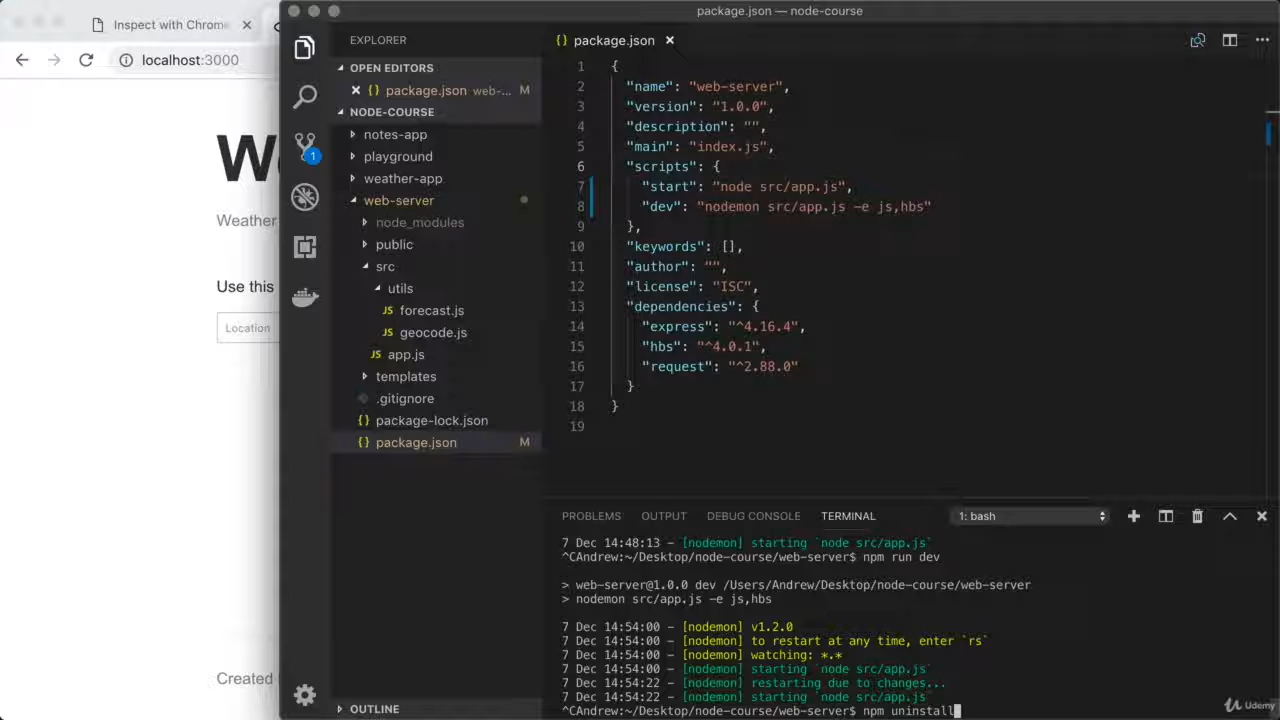 package.json — node-course
Inspect with Chrome
localhost:3000
We
Weather
Use this
Location
Created
EXPLORER
OPEN EDITORS
{} package.json web-... M
NODE-COURSE
notes-app
playground
weather-app
web-server
node_modules
public
src
utils
JS forecast.js
JS geocode.js
JS app.js
templates
.gitignore
{} package-lock.json
{} package.json M
OUTLINE
1
{} package.json
1 {
2 "name": "web-server",
3 "version": "1.0.0",
4 "description": "",
5 "main": "index.js",
6 "scripts": {
7 "start": "node src/app.js",
8 "dev": "nodemon src/app.js -e js,hbs"
9 },
10 "keywords": [],
11 "author": "",
12 "license": "ISC",
13 "dependencies": {
14 "express": "^4.16.4",
15 "hbs": "^4.0.1",
16 "request": "^2.88.0"
17 }
18 }
19
PROBLEMS OUTPUT DEBUG CONSOLE TERMINAL 1: bash
7 Dec 14:48:13 - [nodemon] starting `node src/app.js`
^CAndrew:~/Desktop/node-course/web-server$ npm run dev
> web-server@1.0.0 dev /Users/Andrew/Desktop/node-course/web-server
> nodemon src/app.js -e js,hbs
7 Dec 14:54:00 - [nodemon] v1.2.0
7 Dec 14:54:00 - [nodemon] to restart at any time, enter `rs`
7 Dec 14:54:00 - [nodemon] watching: *.*
7 Dec 14:54:00 - [nodemon] starting `node src/app.js`
7 Dec 14:54:22 - [nodemon] restarting due to changes...
7 Dec 14:54:22 - [nodemon] starting `node src/app.js`
^CAndrew:~/Desktop/node-course/web-server$ npm uninstall
Udemy